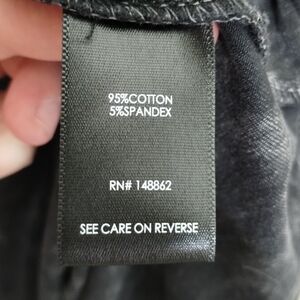 95%COTTON
5%SPANDEX
RN# 148862
SEE CARE ON REVERSE